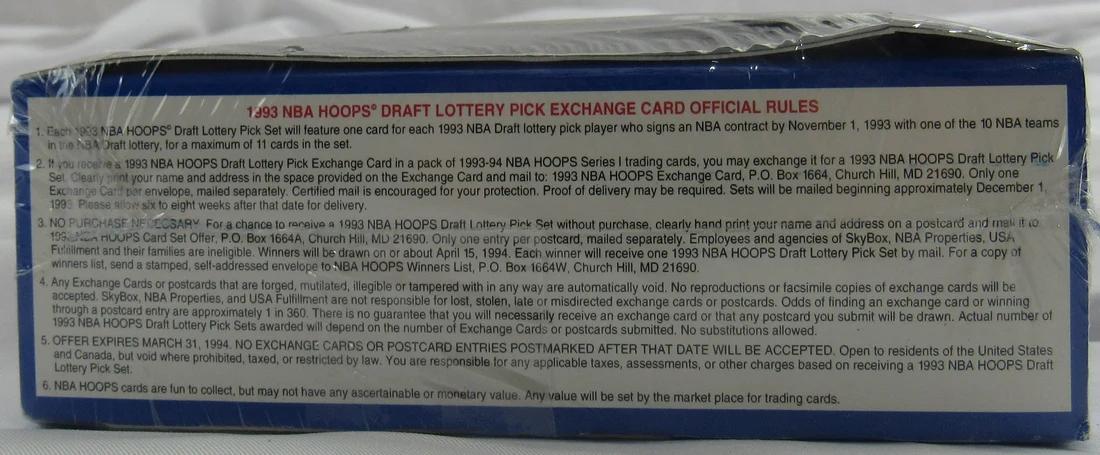 1993 NBA HOOPS® DRAFT LOTTERY PICK EXCHANGE CARD OFFICIAL RULES
1. Each 1993 NBA HOOPS® Draft Lottery Pick Set will feature one card for each 1993 NBA Draft lottery pick player who signs an NBA contract by November 1, 1993 with one of the 10 NBA teams
in the NBA Draft lottery, for a maximum of 11 cards in the set.
2. If you receive a 1993 NBA HOOPS Draft Lottery Pick Exchange Card in a pack of 1993-94 NBA HOOPS Series I trading cards, you may exchange it for a 1993 NBA HOOPS Draft Lottery Pick
Set. Clearly print your name and address in the space provided on the Exchange Card and mail to: 1993 NBA HOOPS Exchange Card, P.O. Box 1664, Church Hill, MD 21690. Only one
Exchange Card per envelope, mailed separately. Certified mail is encouraged for your protection. Proof of delivery may be required. Sets will be mailed beginning approximately December 1,
1993. Please allow six to eight weeks after that date for delivery.
3. NO PURCHASE NECESSARY. For a chance to receive a 1993 NBA HOOPS Draft Lottery Pick Set without purchase, clearly hand print your name and address on a postcard and mail it to
1993 NBA HOOPS Card Set Offer, P.O. Box 1664A, Church Hill, MD 21690. Only one entry per postcard, mailed separately. Employees and agencies of SkyBox, NBA Properties, USA
Fulfillment and their families are ineligible. Winners will be drawn on or about April 15, 1994. Each winner will receive one 1993 NBA HOOPS Draft Lottery Pick Set by mail. For a copy of
winners list, send a stamped, self-addressed envelope to NBA HOOPS Winners List, P.O. Box 1664W, Church Hill, MD 21690.
4. Any Exchange Cards or postcards that are forged, mutilated, illegible or tampered with in any way are automatically void. No reproductions or facsimile copies of exchange cards will be
accepted. SkyBox, NBA Properties, and USA Fulfillment are not responsible for lost, stolen, late or misdirected exchange cards or postcards. Odds of finding an exchange card or winning
through a postcard entry are approximately 1 in 360. There is no guarantee that you will necessarily receive an exchange card or that any postcard you submit will be drawn. Actual number of
1993 NBA HOOPS Draft Lottery Pick Sets awarded will depend on the number of Exchange Cards or postcards submitted. No substitutions allowed.
5. OFFER EXPIRES MARCH 31, 1994. NO EXCHANGE CARDS OR POSTCARD ENTRIES POSTMARKED AFTER THAT DATE WILL BE ACCEPTED. Open to residents of the United States
and Canada, but void where prohibited, taxed, or restricted by law. You are responsible for any applicable taxes, assessments, or other charges based on receiving a 1993 NBA HOOPS Draft
Lottery Pick Set.
6. NBA HOOPS cards are fun to collect, but may not have any ascertainable or monetary value. Any value will be set by the market place for trading cards.